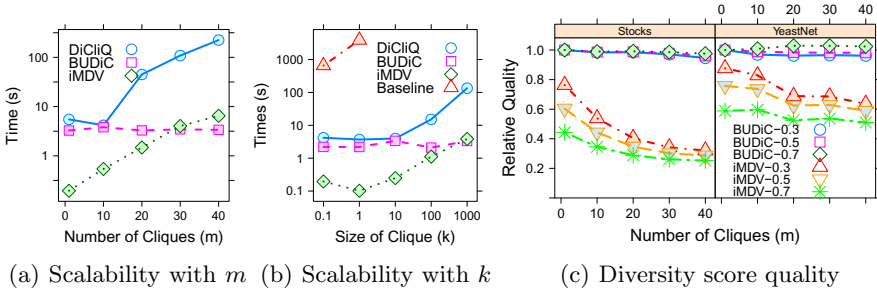 DiCliQ
BUDiC
iMDV
100
10
1
Time (s)
0 10 20 30 40
Number of Cliques (m)
(a) Scalability with m
DiCliQ
BUDiC
iMDV
Baseline
1000
100
10
1
0.1
Times (s)
0.1 1 10 100 1000
Size of Clique (k)
(b) Scalability with k
0 10 20 30 40
Stocks YeastNet
1.0
0.8
0.6
0.4
0.2
Relative Quality
BUDiC-0.3
BUDiC-0.5
BUDiC-0.7
iMDV-0.3
iMDV-0.5
iMDV-0.7
0 10 20 30 40
Number of Cliques (m)
(c) Diversity score quality